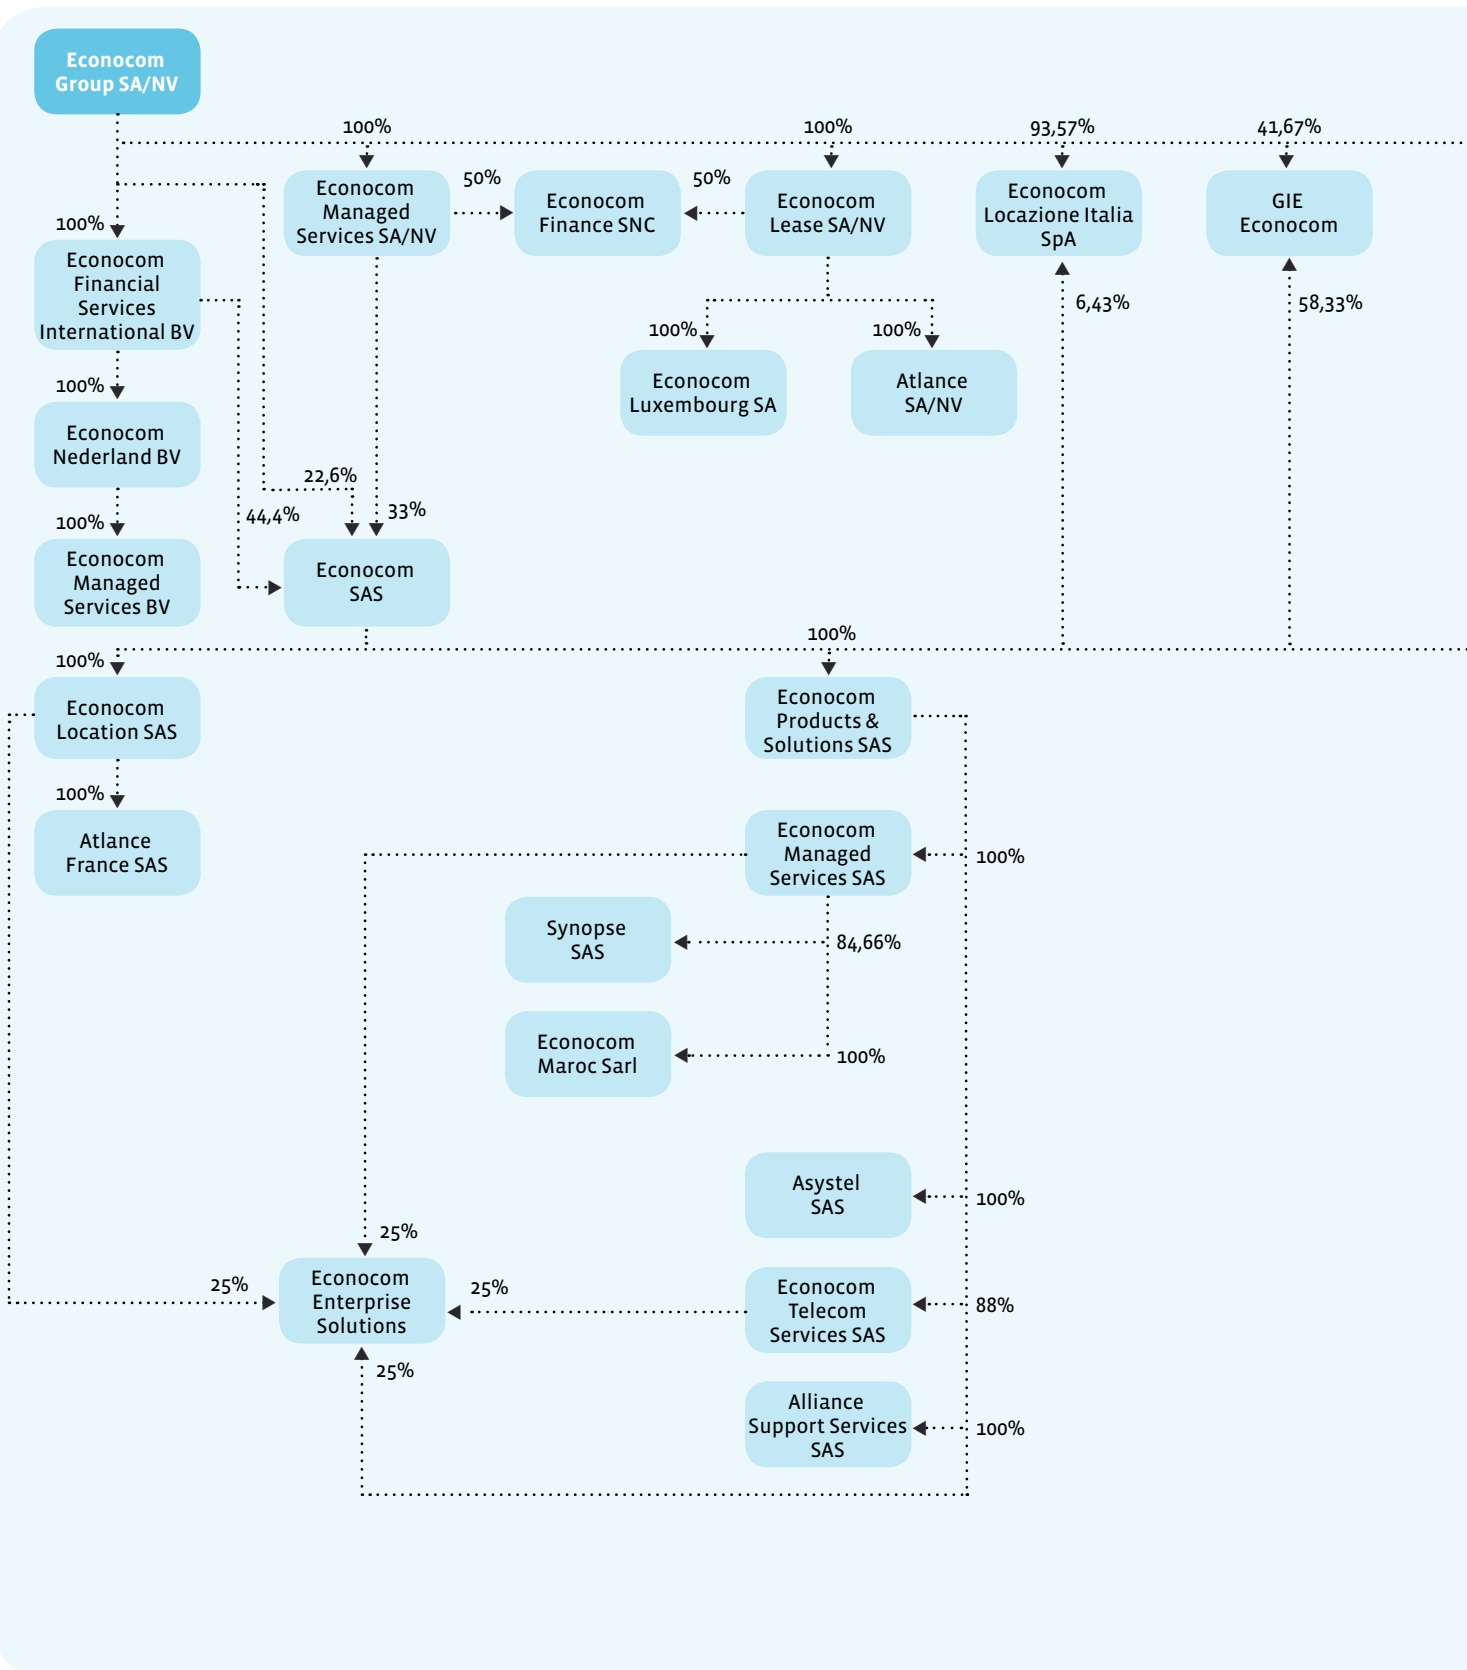 Econocom
Group SA/NV
100%
100%
93,57%
41,67%
Econocom
Managed
Services SA/NV
50%
Econocom
Finance SNC
50%
Econocom
Lease SA/NV
Econocom
Locazione Italia
SpA
GIE
Econocom
100%
Econocom
Financial
Services
International BV
6,43%
58,33%
100%
100%
Econocom
Luxembourg SA
Atlance
SA/NV
100%
Econocom
Nederland BV
22,6%
44,4%
33%
100%
Econocom
Managed
Services BV
Econocom
SAS
100%
100%
Econocom
Location SAS
Econocom
Products &
Solutions SAS
100%
Atlance
France SAS
Econocom
Managed
Services SAS
100%
Synopse
SAS
84,66%
Econocom
Maroc Sarl
100%
Asystel
SAS
100%
25%
25%
Econocom
Enterprise
Solutions
25%
Econocom
Telecom
Services SAS
88%
25%
Alliance
Support Services
SAS
100%